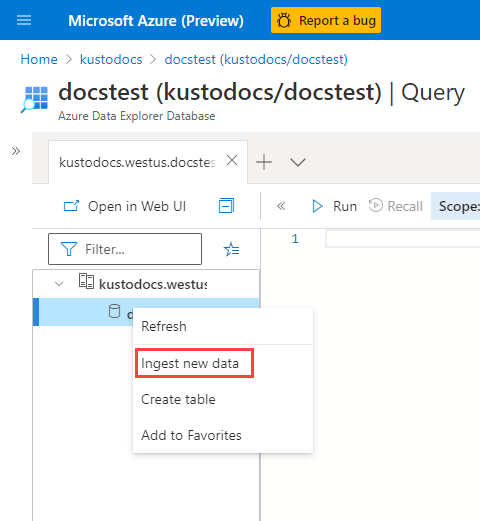 Microsoft Azure (Preview) Report a bug
Home > kustodocs > docstest (kustodocs/docstest)
docstest (kustodocs/docstest) | Query
Azure Data Explorer Database
kustodocs.westus.docstes
Open in Web UI Run Recall Scope:
Filter... 1
kustodocs.westus
d
Refresh
Ingest new data
Create table
Add to Favorites